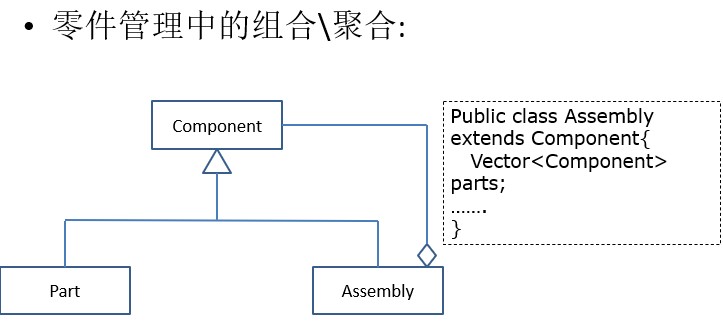 • 零件管理中的组合\聚合:
Component
Public class Assembly
extends Component{
Vector<Component>
parts;
…….
}
Part
Assembly